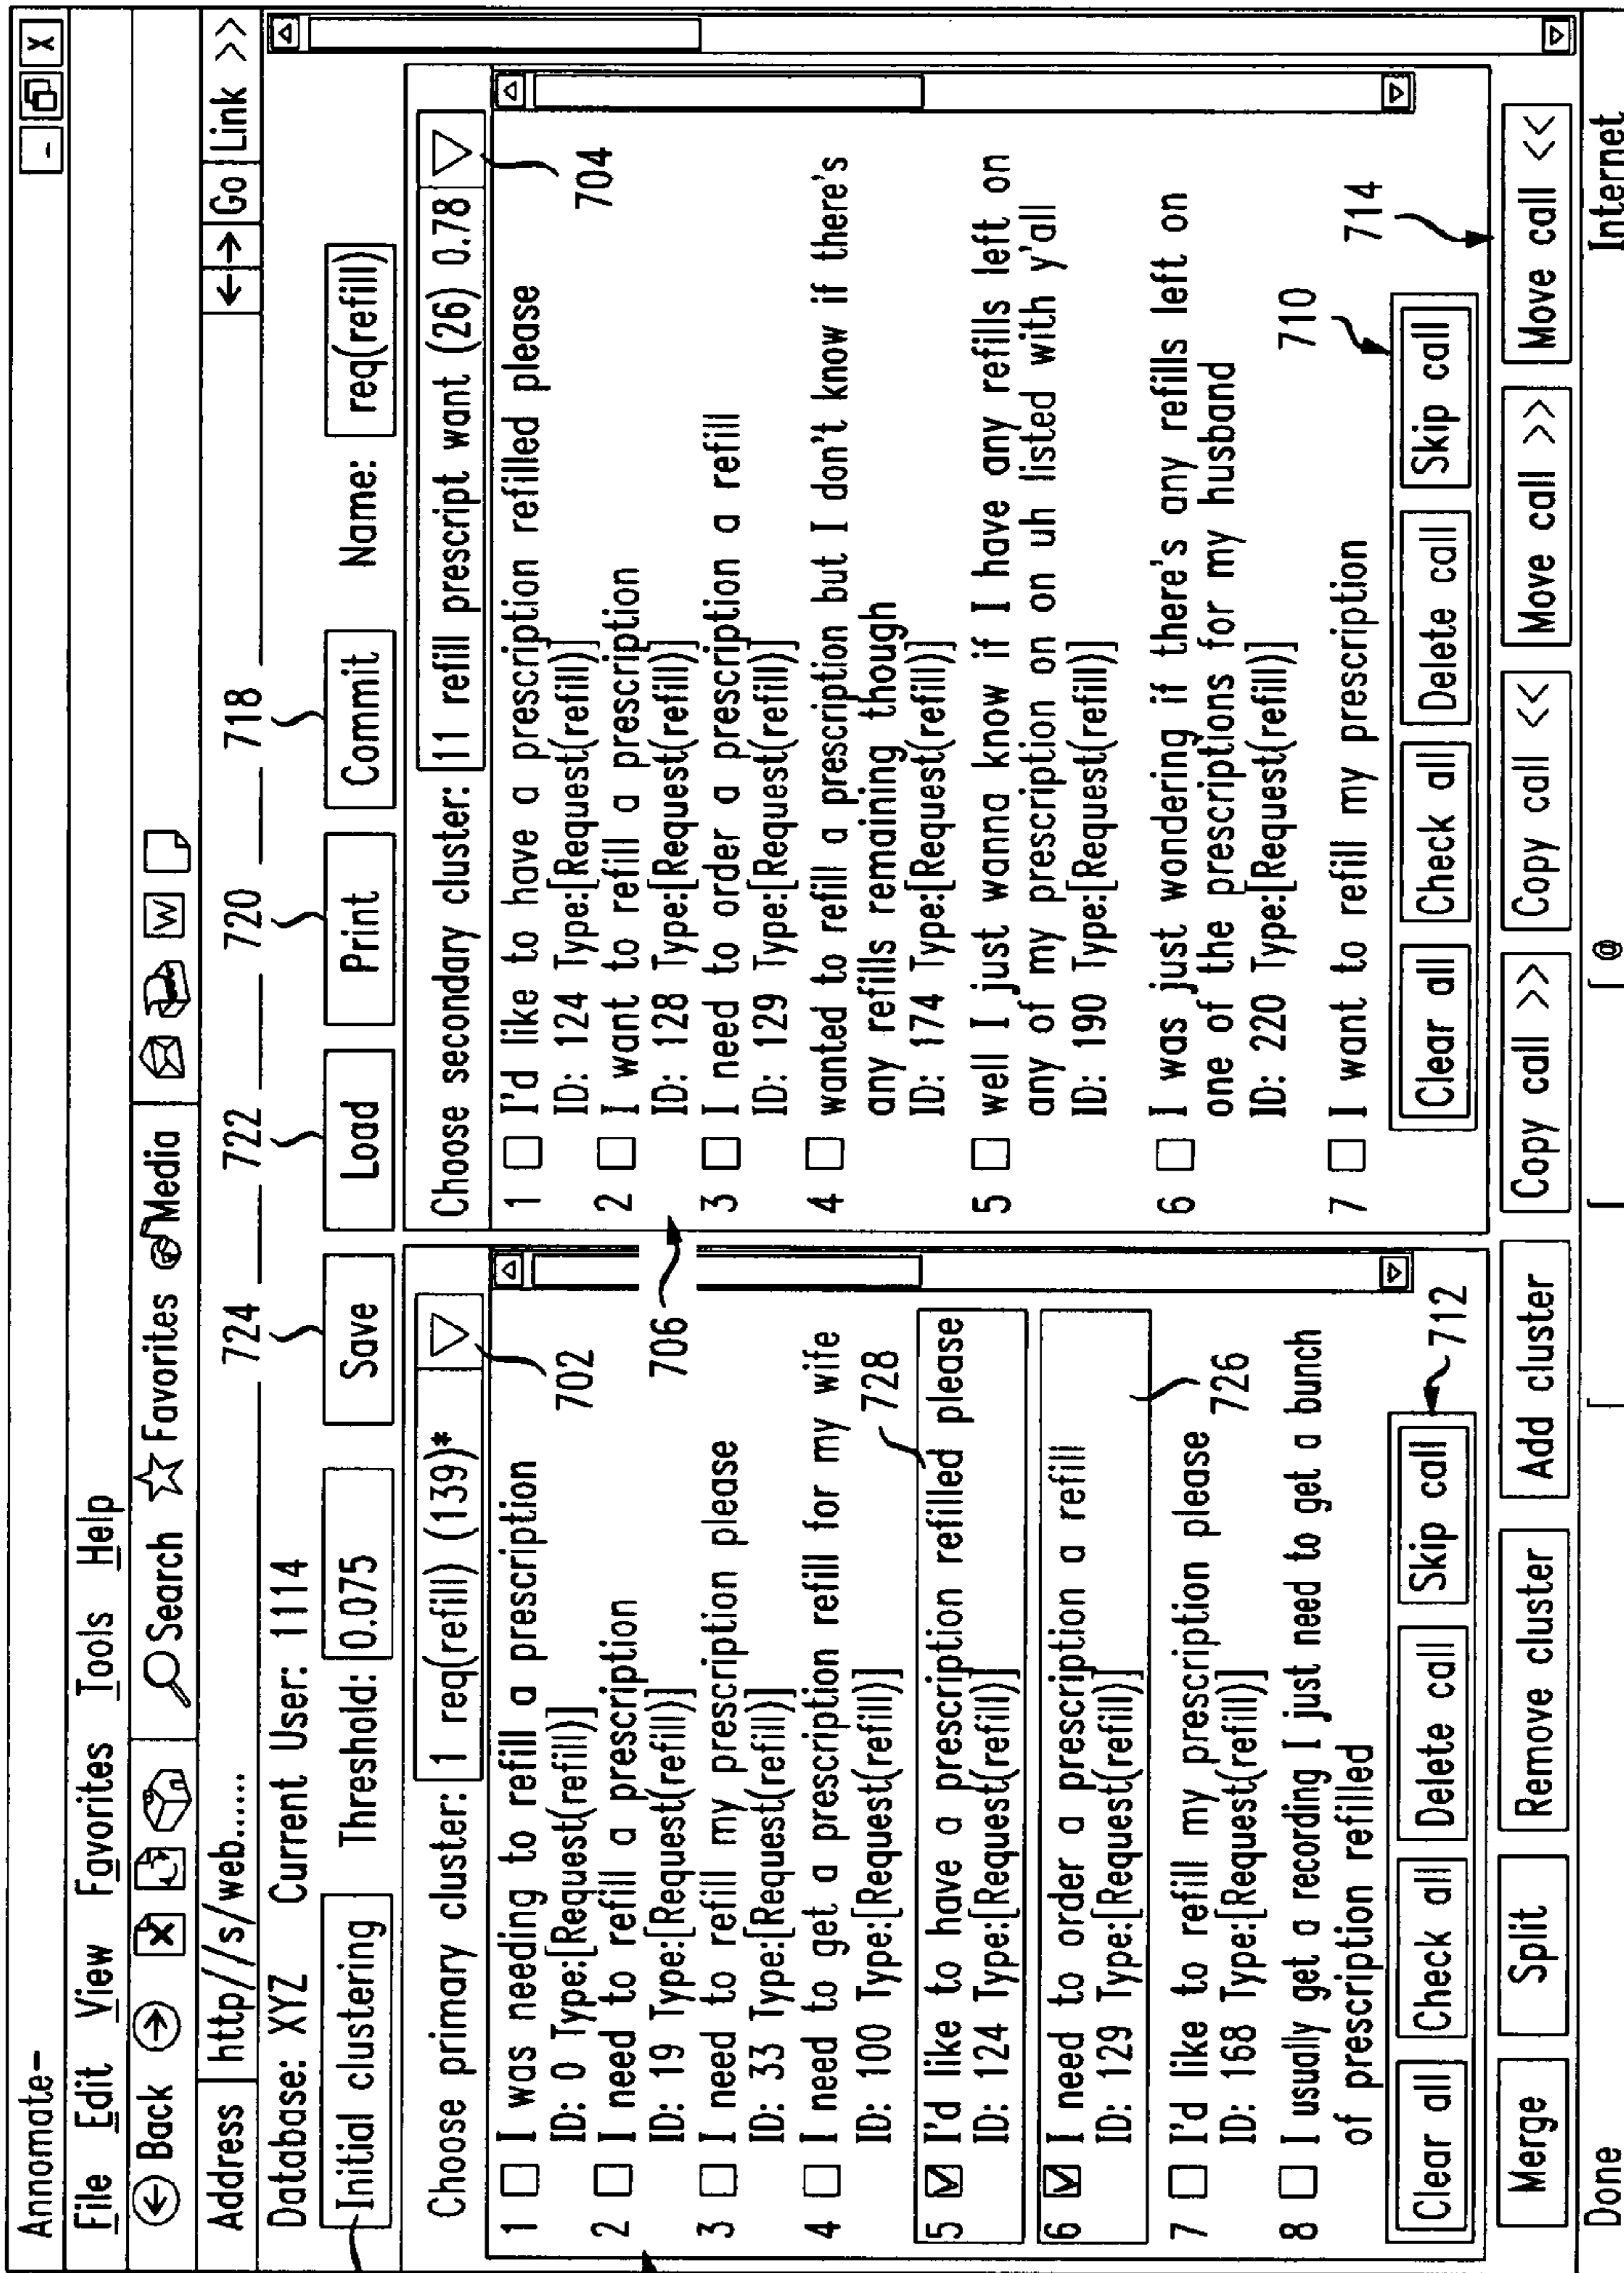 Annomate-
File Edit View Favorites Tools Help
Back Search Favorites Media
Address http//s/web...... Go Link >>
Database: XYZ Current User: 1114
724 722 720 718
Initial clustering Threshold: 0.075 Save Load Print Commit Name: req(refill)
Choose primary cluster: 1 req(refill) (139)*
702
1 I was needing to refill a prescription
ID: 0 Type:[Request(refill)]
2 I need to refill a prescription
ID: 19 Type:[Request(refill)]
3 I need to refill my prescription please
ID: 33 Type:[Request(refill)]
4 I need to get a prescription refill for my wife
ID: 100 Type:[Request(refill)]
728
5 I'd like to have a prescription refilled please
ID: 124 Type:[Request(refill)]
6 I need to order a prescription a refill
ID: 129 Type:[Request(refill)]
726
7 I'd like to refill my prescription please
ID: 168 Type:[Request(refill)]
8 I usually get a recording I just need to get a bunch
of prescription refilled
712
Clear all Check all Delete call Skip call
Choose secondary cluster: 11 refill prescript want (26) 0.78
704
706
1 I'd like to have a prescription refilled please
ID: 124 Type:[Request(refill)]
2 I want to refill a prescription
ID: 128 Type:[Request(refill)]
3 I need to order a prescription a refill
ID: 129 Type:[Request(refill)]
4 wanted to refill a prescription but I don't know if there's
any refills remaining though
ID: 174 Type:[Request(refill)]
5 well I just wanna know if I have any refills left on
any of my prescription on on uh listed with y'all
ID: 190 Type:[Request(refill)]
6 I was just wondering if there's any refills left on
one of the prescriptions for my husband
ID: 220 Type:[Request(refill)]
7 I want to refill my prescription
710
714
Clear all Check all Delete call Skip call
Merge Split Remove cluster Add cluster Copy call >> Copy call << Move call >> Move call <<
Done @ Internet